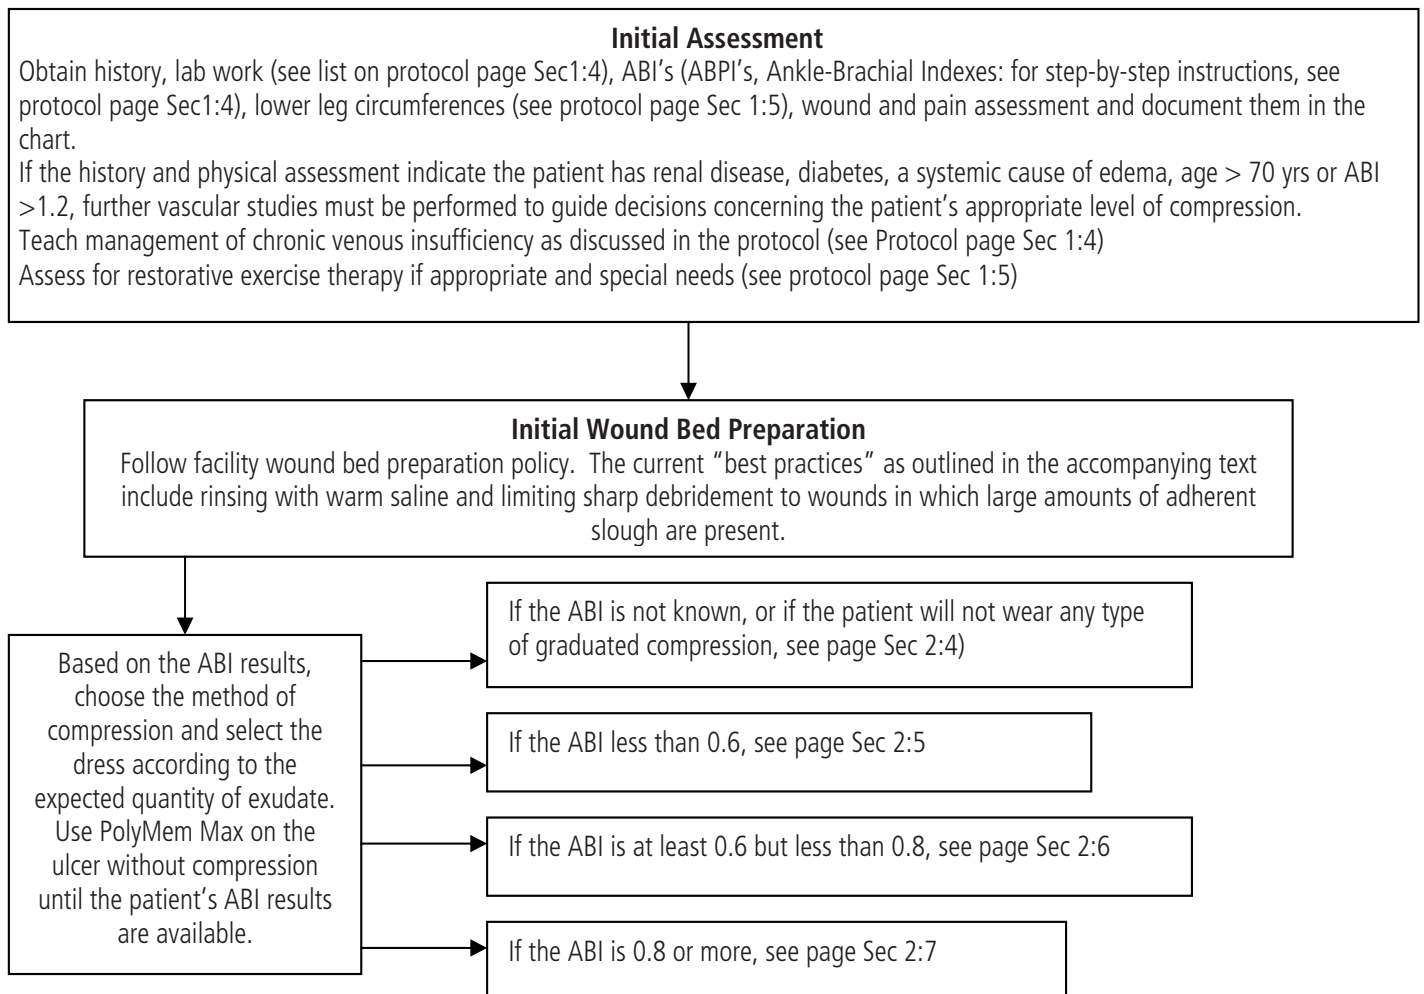 Initial Assessment
Obtain history, lab work (see list on protocol page Sec1:4), ABI's (ABPI's, Ankle-Brachial Indexes: for step-by-step instructions, see
protocol page Sec1:4), lower leg circumferences (see protocol page Sec 1:5), wound and pain assessment and document them in the
chart.
If the history and physical assessment indicate the patient has renal disease, diabetes, a systemic cause of edema, age > 70 yrs or ABI
>1.2, further vascular studies must be performed to guide decisions concerning the patient's appropriate level of compression.
Teach management of chronic venous insufficiency as discussed in the protocol (see Protocol page Sec 1:4)
Assess for restorative exercise therapy if appropriate and special needs (see protocol page Sec 1:5)
Initial Wound Bed Preparation
Follow facility wound bed preparation policy. The current "best practices" as outlined in the accompanying text
include rinsing with warm saline and limiting sharp debridement to wounds in which large amounts of adherent
slough are present.
Based on the ABI results,
choose the method of
compression and select the
dress according to the
expected quantity of exudate.
Use PolyMem Max on the
ulcer without compression
until the patient's ABI results
are available.
If the ABI is not known, or if the patient will not wear any type
of graduated compression, see page Sec 2:4)
If the ABI less than 0.6, see page Sec 2:5
If the ABI is at least 0.6 but less than 0.8, see page Sec 2:6
If the ABI is 0.8 or more, see page Sec 2:7